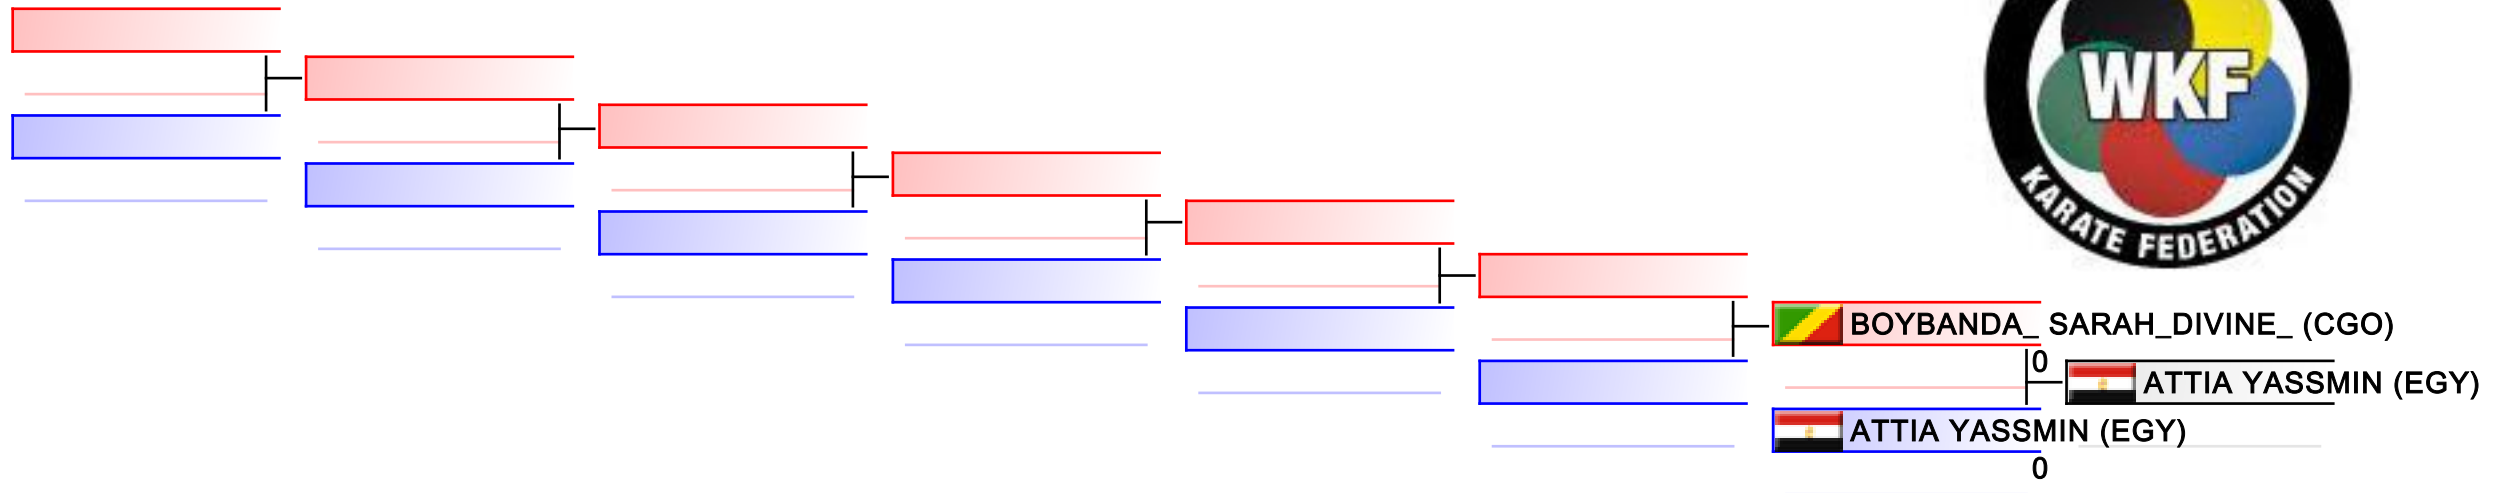 WKF
KARATE FEDERATION
BOYBANDA_ SARAH_DIVINE_ (CGO)
0
ATTIA YASSMIN (EGY)
ATTIA YASSMIN (EGY)
0